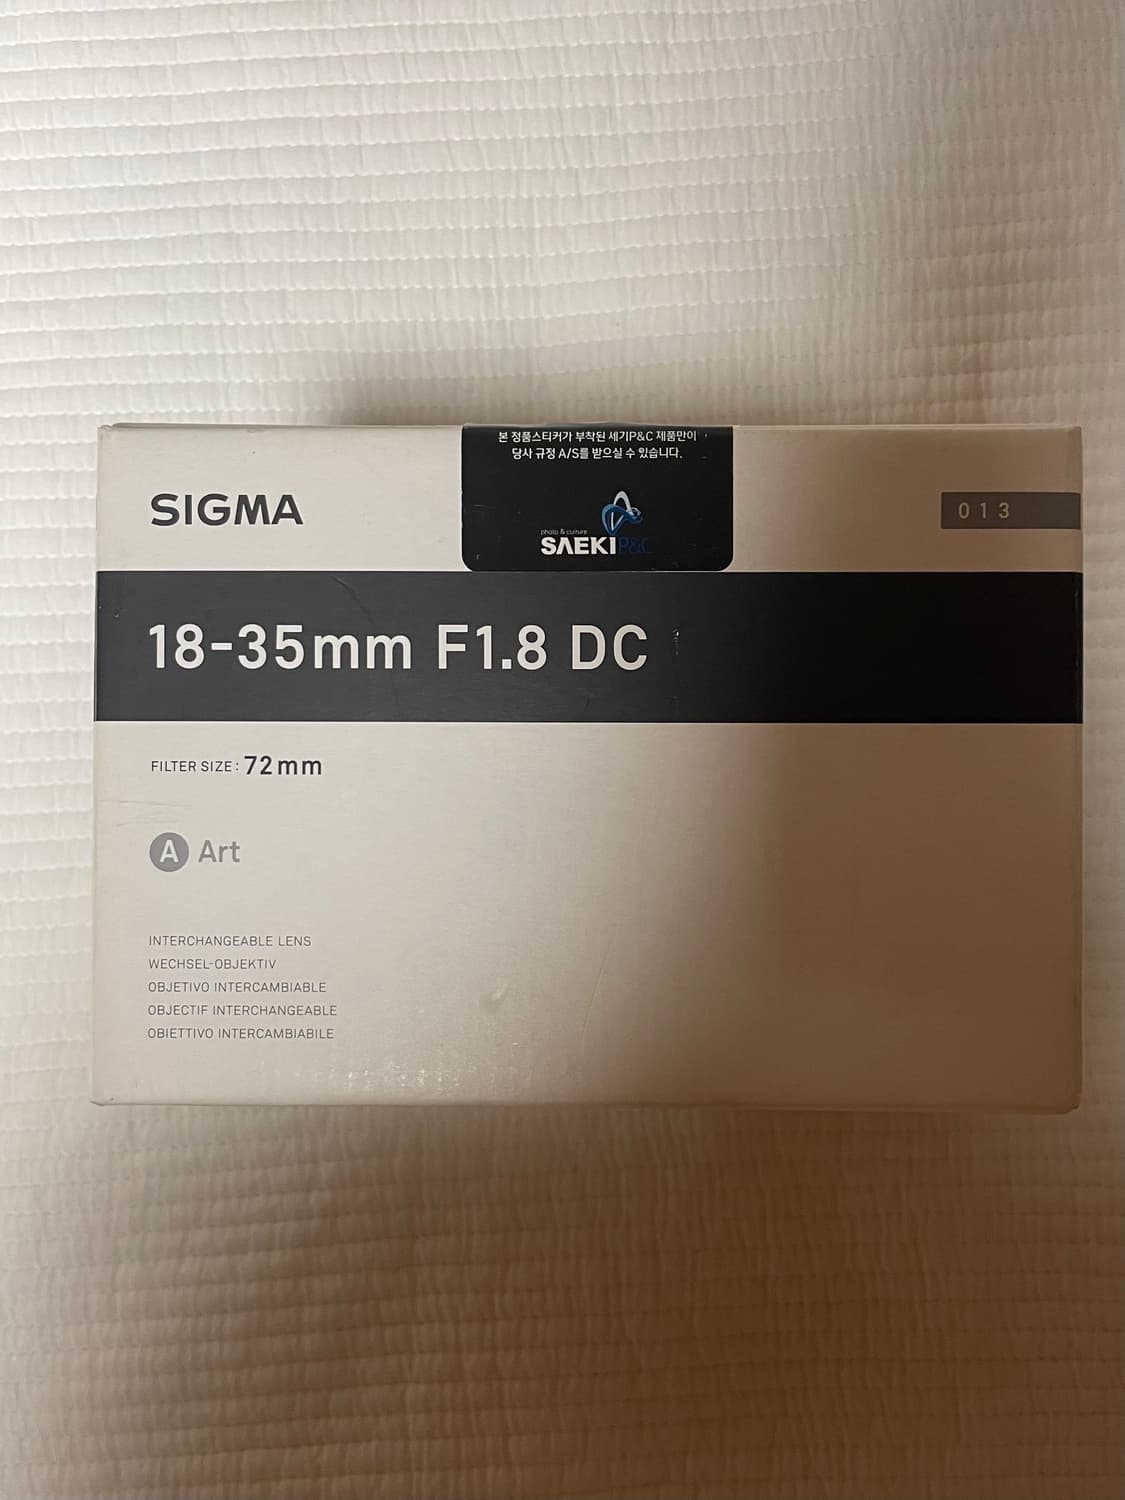 본 정품스티커가 부착된 세기P&C 제품만이
당사 규정 A/S를 받으실 수 있습니다.
SIGMA
photo & culture
SAEKI P&C
013
18-35mm F1.8 DC
FILTER SIZE: 72mm
A Art
INTERCHANGEABLE LENS
WECHSEL-OBJEKTIV
OBJETIVO INTERCAMBIABLE
OBJECTIF INTERCHANGEABLE
OBIETTIVO INTERCAMBIABILE